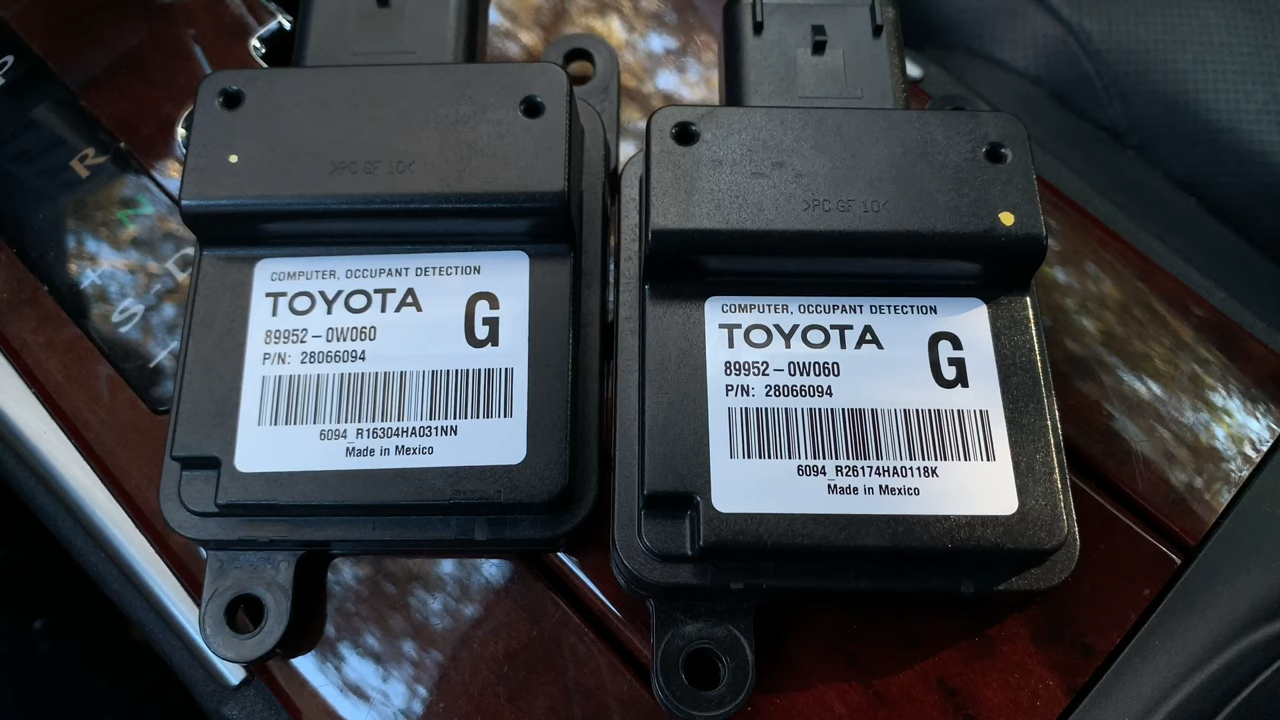 P
R
N
+
S-D
-
>PC GF 10<
COMPUTER, OCCUPANT DETECTION
TOYOTA
G
89952-0W060
P/N: 28066094
6094_R16304HA031NN
Made in Mexico
>PC GF 10<
COMPUTER, OCCUPANT DETECTION
TOYOTA
G
89952-0W060
P/N: 28066094
6094_R26174HA0118K
Made in Mexico